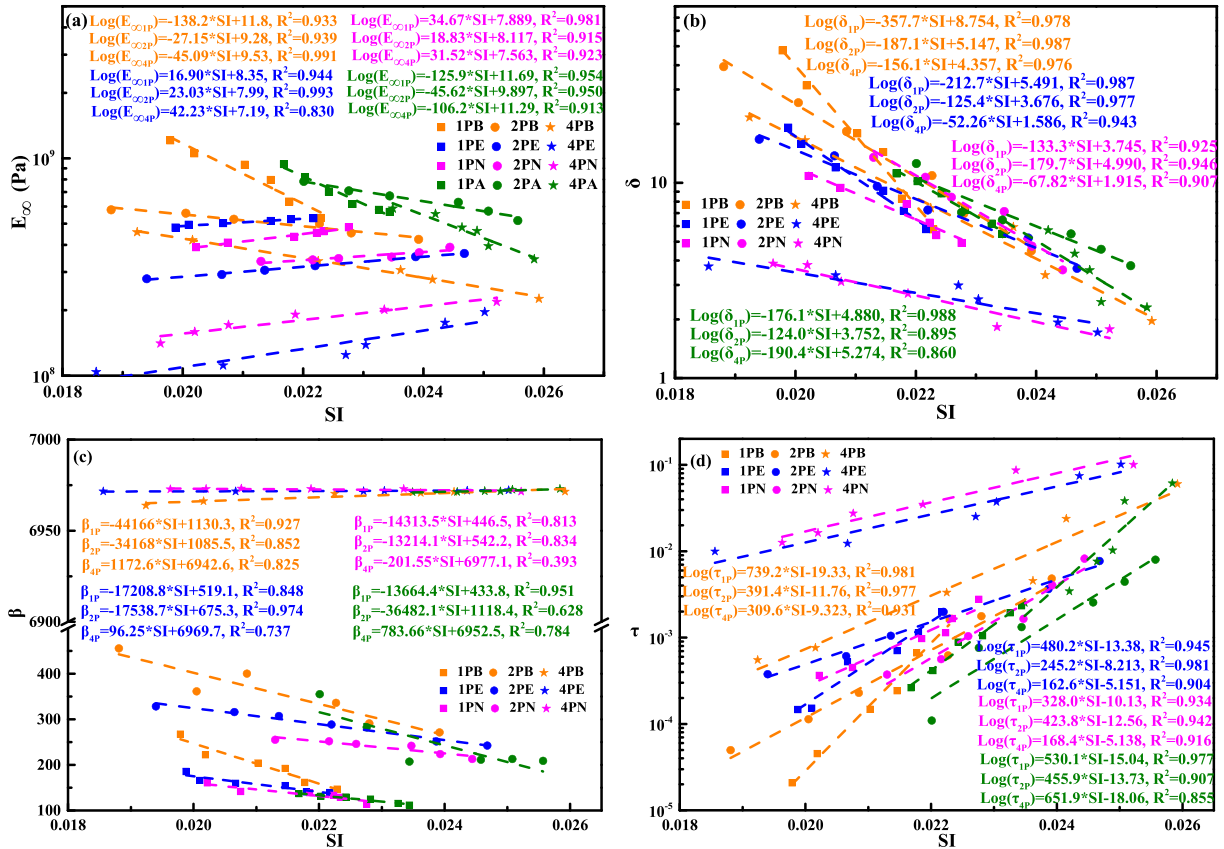 (a)
Log(E∞1P)=-138.2*SI+11.8, R²=0.933
Log(E∞2P)=-27.15*SI+9.28, R²=0.939
Log(E∞4P)=-45.09*SI+9.53, R²=0.991
Log(E∞1P)=16.90*SI+8.35, R²=0.944
Log(E∞2P)=23.03*SI+7.99, R²=0.993
Log(E∞4P)=42.23*SI+7.19, R²=0.830
Log(E∞1P)=34.67*SI+7.889, R²=0.981
Log(E∞2P)=18.83*SI+8.117, R²=0.915
Log(E∞4P)=31.52*SI+7.563, R²=0.923
Log(E∞1P)=-125.9*SI+11.69, R²=0.954
Log(E∞2P)=-45.62*SI+9.897, R²=0.950
Log(E∞4P)=-106.2*SI+11.29, R²=0.913
1PB 2PB 4PB
1PE 2PE 4PE
1PN 2PN 4PN
1PA 2PA 4PA
10⁹
10⁸
E∞ (Pa)
0.018 0.020 0.022 0.024 0.026
SI
(b)
Log(δ1P)=-357.7*SI+8.754, R²=0.978
Log(δ2P)=-187.1*SI+5.147, R²=0.987
Log(δ4P)=-156.1*SI+4.357, R²=0.976
Log(δ1P)=-212.7*SI+5.491, R²=0.987
Log(δ2P)=-125.4*SI+3.676, R²=0.977
Log(δ4P)=-52.26*SI+1.586, R²=0.943
Log(δ1P)=-133.3*SI+3.745, R²=0.925
Log(δ2P)=-179.7*SI+4.990, R²=0.946
Log(δ4P)=-67.82*SI+1.915, R²=0.907
1PB 2PB 4PB
1PE 2PE 4PE
1PN 2PN 4PN
Log(δ1P)=-176.1*SI+4.880, R²=0.988
Log(δ2P)=-124.0*SI+3.752, R²=0.895
Log(δ4P)=-190.4*SI+5.274, R²=0.860
10
1
δ
0.018 0.020 0.022 0.024 0.026
SI
(c)
7000
6950
6900
400
300
200
100
β
β1P=-44166*SI+1130.3, R²=0.927
β2P=-34168*SI+1085.5, R²=0.852
β4P=1172.6*SI+6942.6, R²=0.825
β1P=-17208.8*SI+519.1, R²=0.848
β2P=-17538.7*SI+675.3, R²=0.974
β4P=96.25*SI+6969.7, R²=0.737
β1P=-14313.5*SI+446.5, R²=0.813
β2P=-13214.1*SI+542.2, R²=0.834
β4P=-201.55*SI+6977.1, R²=0.393
β1P=-13664.4*SI+433.8, R²=0.951
β2P=-36482.1*SI+1118.4, R²=0.628
β4P=783.66*SI+6952.5, R²=0.784
1PB 2PB 4PB
1PE 2PE 4PE
1PN 2PN 4PN
0.018 0.020 0.022 0.024 0.026
SI
(d)
1PB 2PB 4PB
1PE 2PE 4PE
1PN 2PN 4PN
10⁻¹
10⁻²
10⁻³
10⁻⁴
10⁻⁵
τ
Log(τ1P)=739.2*SI-19.33, R²=0.981
Log(τ2P)=391.4*SI-11.76, R²=0.977
Log(τ4P)=309.6*SI-9.323, R²=0.931
Log(τ1P)=480.2*SI-13.38, R²=0.945
Log(τ2P)=245.2*SI-8.213, R²=0.981
Log(τ4P)=162.6*SI-5.151, R²=0.904
Log(τ1P)=328.0*SI-10.13, R²=0.934
Log(τ2P)=423.8*SI-12.56, R²=0.942
Log(τ4P)=168.4*SI-5.138, R²=0.916
Log(τ1P)=530.1*SI-15.04, R²=0.977
Log(τ2P)=455.9*SI-13.73, R²=0.907
Log(τ4P)=651.9*SI-18.06, R²=0.855
0.018 0.020 0.022 0.024 0.026
SI